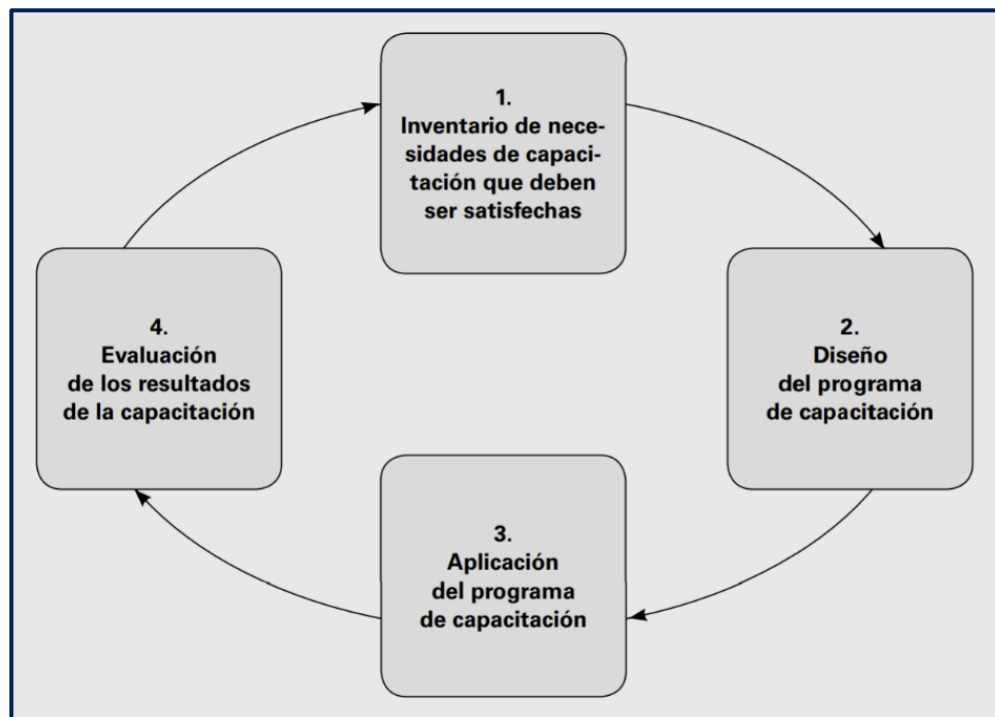 1.
Inventario de nece-
sidades de capaci-
tación que deben
ser satisfechas
2.
Diseño
del programa
de capacitación
3.
Aplicación
del programa
de capacitación
4.
Evaluación
de los resultados
de la capacitación